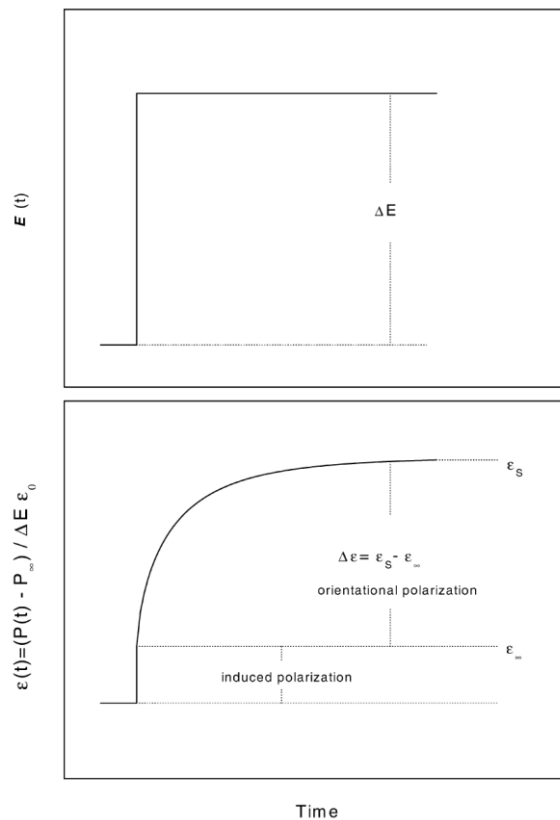 E (t)
ΔE
ε(t)=(P(t) - P∞) / ΔE ε0
εS
Δε= εS- ε∞
orientational polarization
ε∞
induced polarization
Time